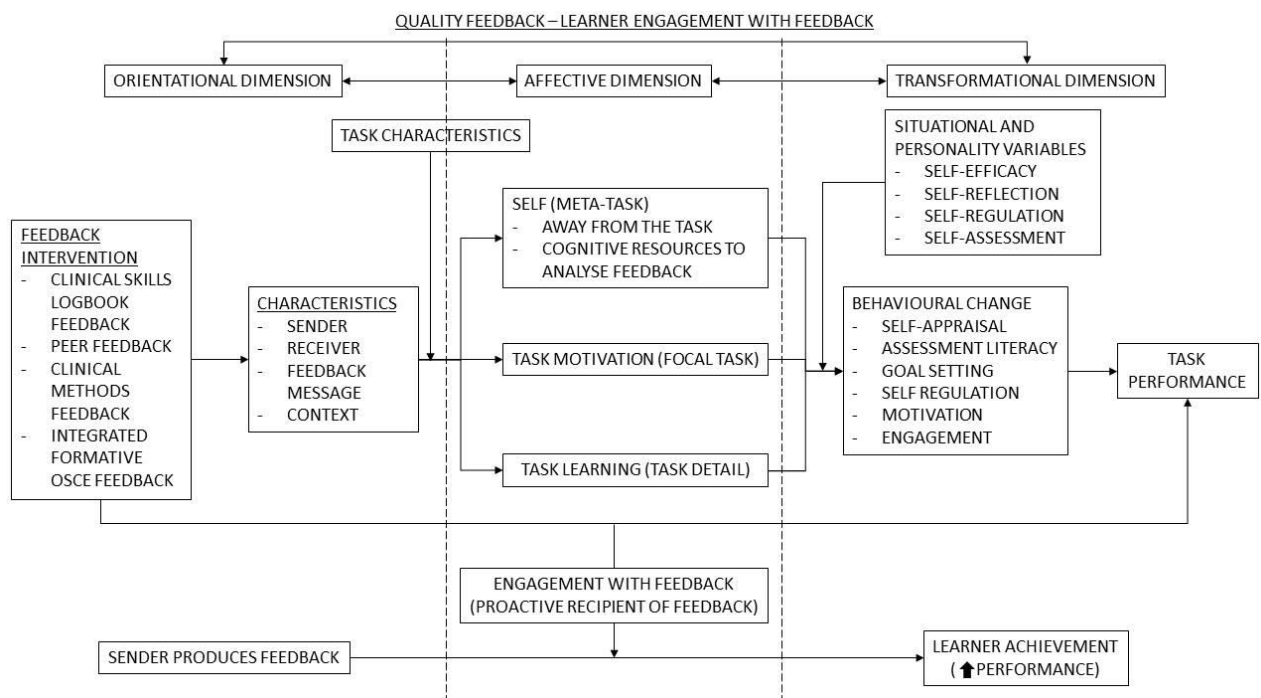 QUALITY FEEDBACK – LEARNER ENGAGEMENT WITH FEEDBACK
ORIENTATIONAL DIMENSION
AFFECTIVE DIMENSION
TRANSFORMATIONAL DIMENSION
TASK CHARACTERISTICS
SITUATIONAL AND
PERSONALITY VARIABLES
- SELF-EFFICACY
- SELF-REFLECTION
- SELF-REGULATION
- SELF-ASSESSMENT
FEEDBACK
INTERVENTION
- CLINICAL SKILLS
LOGBOOK
FEEDBACK
- PEER FEEDBACK
- CLINICAL
METHODS
FEEDBACK
- INTEGRATED
FORMATIVE
OSCE FEEDBACK
CHARACTERISTICS
- SENDER
- RECEIVER
- FEEDBACK
MESSAGE
- CONTEXT
SELF (META-TASK)
- AWAY FROM THE TASK
- COGNITIVE RESOURCES TO
ANALYSE FEEDBACK
TASK MOTIVATION (FOCAL TASK)
TASK LEARNING (TASK DETAIL)
BEHAVIOURAL CHANGE
- SELF-APPRAISAL
- ASSESSMENT LITERACY
- GOAL SETTING
- SELF REGULATION
- MOTIVATION
- ENGAGEMENT
TASK
PERFORMANCE
ENGAGEMENT WITH FEEDBACK
(PROACTIVE RECIPIENT OF FEEDBACK)
SENDER PRODUCES FEEDBACK
LEARNER ACHIEVEMENT
(⬆PERFORMANCE)